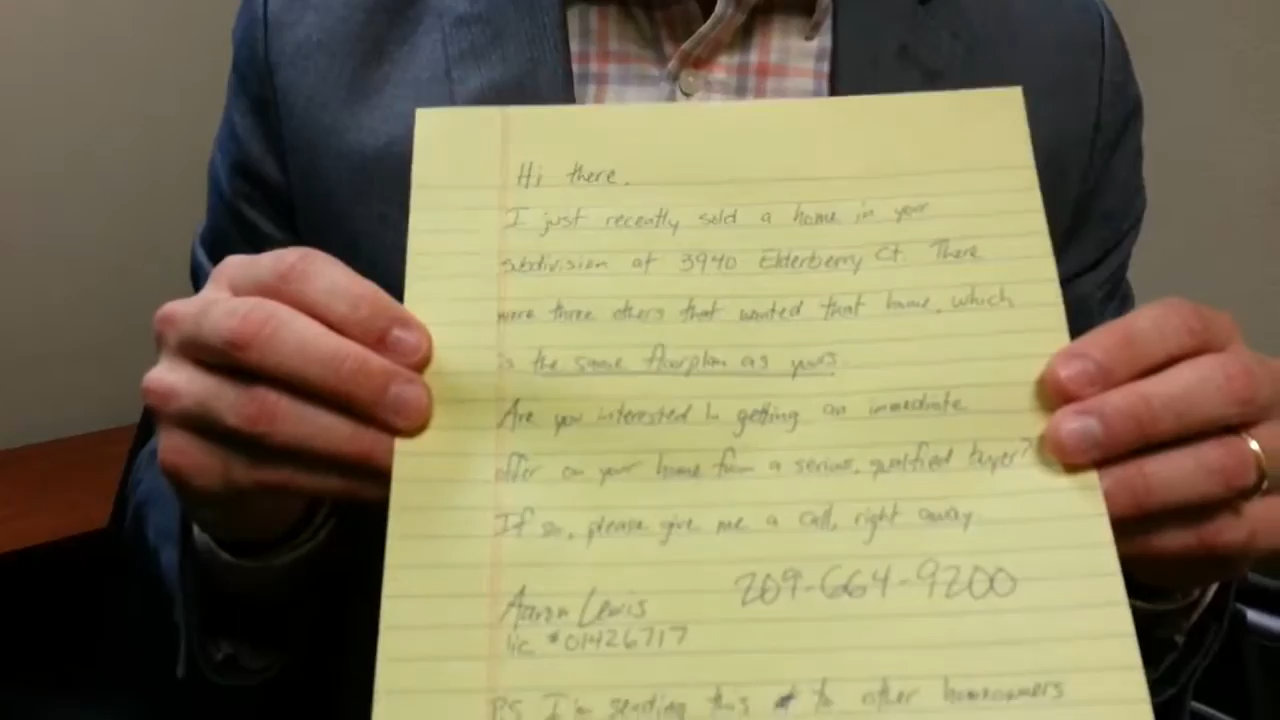 Hi there.
I just recently sold a home in your
subdivision at 3940 Elderberry Ct. There
were three others that wanted that home, which
is the same floorplan as yours.
Are you interested in getting an immediate
offer on your home from a serious, qualified buyer?
If so, please give me a call, right away.
209-664-9200
Aaron Lewis
lic #01426717
PS I'm sending this to other homeowners